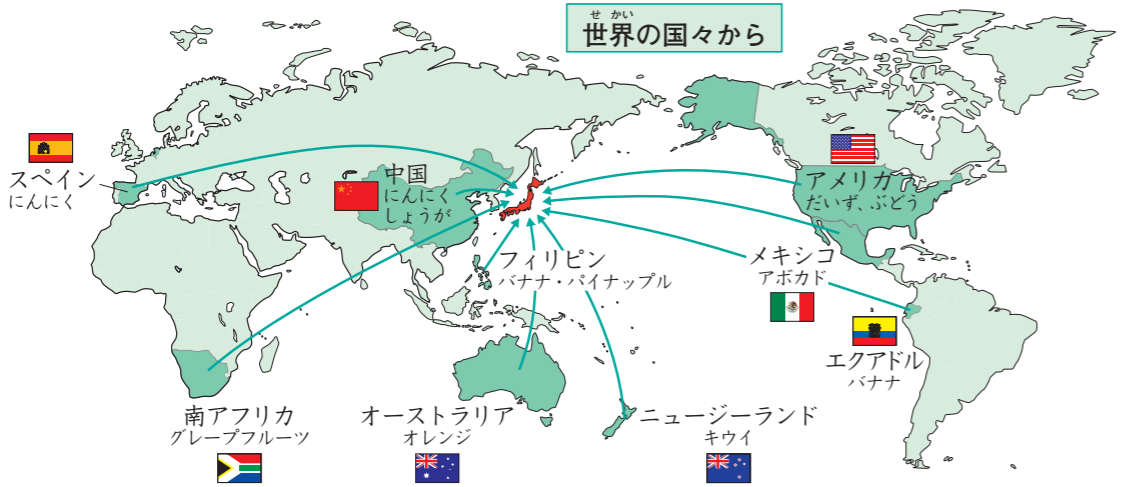 せかい
世界の国々から
スペイン
にんにく
中国
にんにく
しょうが
アメリカ
だいず、ぶどう
フィリピン
バナナ・パイナップル
メキシコ
アボカド
エクアドル
バナナ
南アフリカ
グレープフルーツ
オーストラリア
オレンジ
ニュージーランド
キウイ